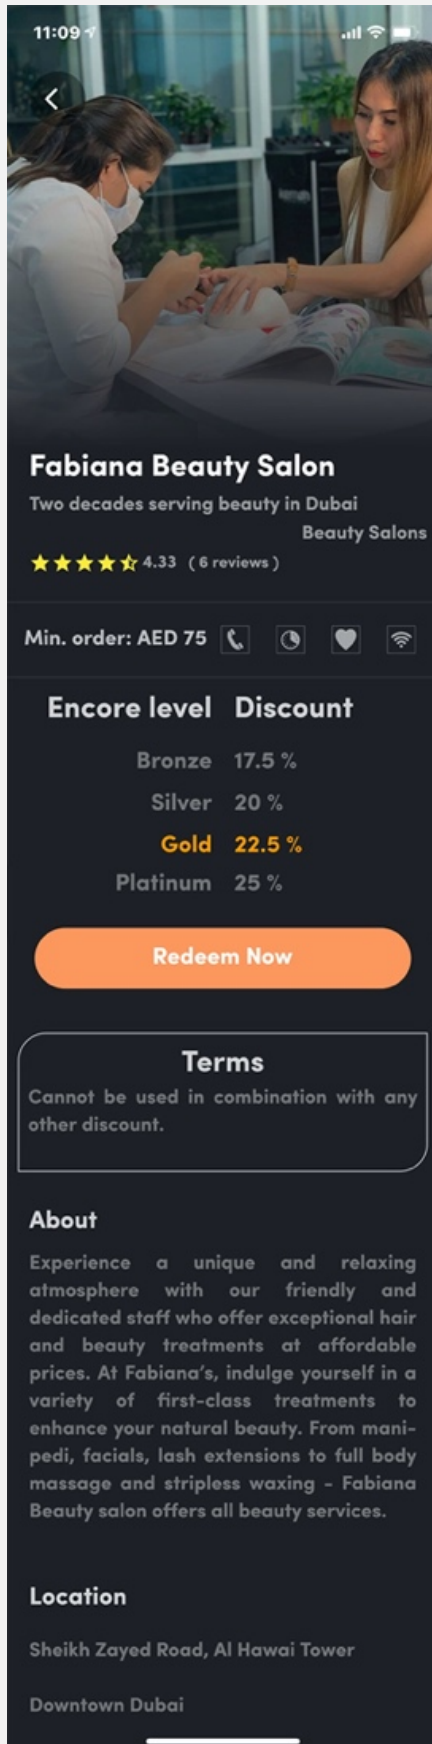 11:09
Fabiana Beauty Salon
Two decades serving beauty in Dubai
Beauty Salons
4.33 ( 6 reviews )
Min. order: AED 75
Encore level Discount
Bronze 17.5 %
Silver 20 %
Gold 22.5 %
Platinum 25 %
Redeem Now
Terms
Cannot be used in combination with any
other discount.
About
Experience a unique and relaxing
atmosphere with our friendly and
dedicated staff who offer exceptional hair
and beauty treatments at affordable
prices. At Fabiana's, indulge yourself in a
variety of first-class treatments to
enhance your natural beauty. From mani-
pedi, facials, lash extensions to full body
massage and stripless waxing - Fabiana
Beauty salon offers all beauty services.
Location
Sheikh Zayed Road, Al Hawai Tower
Downtown Dubai